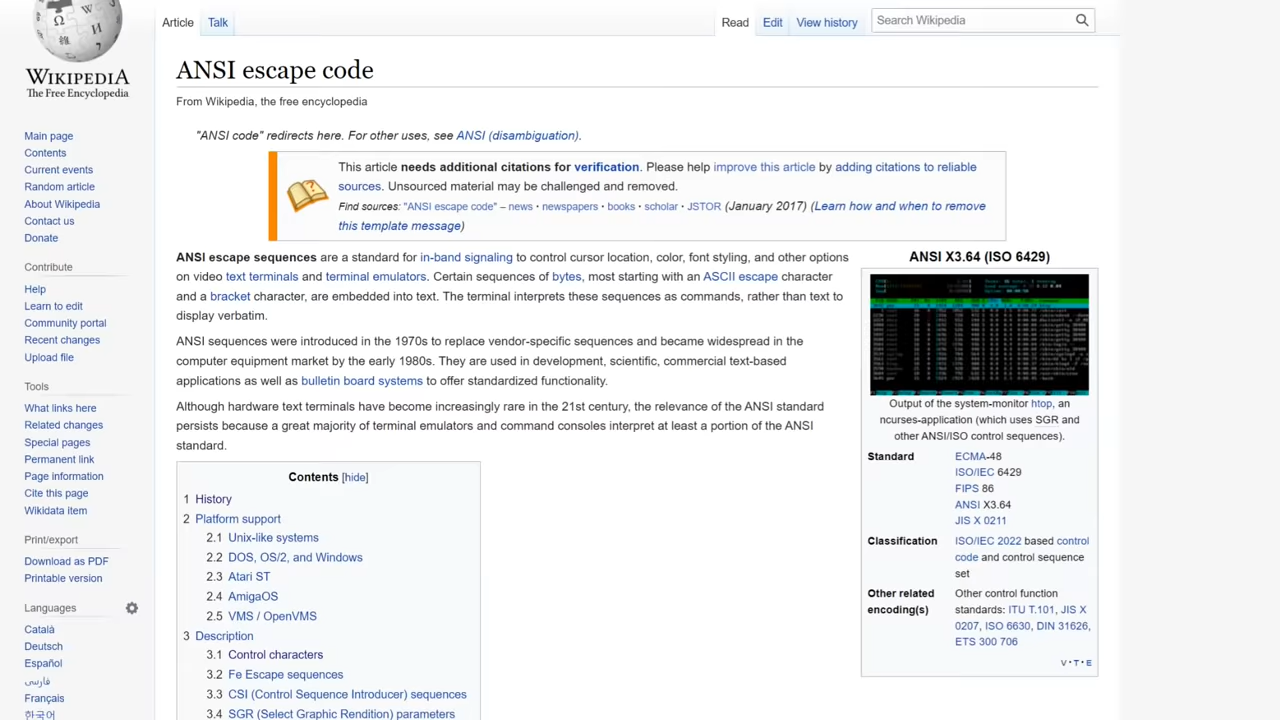 Article
Talk
Read
Edit
View history
Search Wikipedia
WIKIPEDIA
The Free Encyclopedia
Main page
Contents
Current events
Random article
About Wikipedia
Contact us
Donate
Contribute
Help
Learn to edit
Community portal
Recent changes
Upload file
Tools
What links here
Related changes
Special pages
Permanent link
Page information
Cite this page
Wikidata item
Print/export
Download as PDF
Printable version
Languages
Català
Deutsch
Español
فارسی
Français
한국어
ANSI escape code
From Wikipedia, the free encyclopedia
"ANSI code" redirects here. For other uses, see ANSI (disambiguation).
This article needs additional citations for verification. Please help improve this article by adding citations to reliable
sources. Unsourced material may be challenged and removed.
Find sources: "ANSI escape code" – news · newspapers · books · scholar · JSTOR (January 2017) (Learn how and when to remove
this template message)
ANSI escape sequences are a standard for in-band signaling to control cursor location, color, font styling, and other options
on video text terminals and terminal emulators. Certain sequences of bytes, most starting with an ASCII escape character
and a bracket character, are embedded into text. The terminal interprets these sequences as commands, rather than text to
display verbatim.
ANSI sequences were introduced in the 1970s to replace vendor-specific sequences and became widespread in the
computer equipment market by the early 1980s. They are used in development, scientific, commercial text-based
applications as well as bulletin board systems to offer standardized functionality.
Although hardware text terminals have become increasingly rare in the 21st century, the relevance of the ANSI standard
persists because a great majority of terminal emulators and command consoles interpret at least a portion of the ANSI
standard.
Contents [hide]
1 History
2 Platform support
2.1 Unix-like systems
2.2 DOS, OS/2, and Windows
2.3 Atari ST
2.4 AmigaOS
2.5 VMS / OpenVMS
3 Description
3.1 Control characters
3.2 Fe Escape sequences
3.3 CSI (Control Sequence Introducer) sequences
3.4 SGR (Select Graphic Rendition) parameters
ANSI X3.64 (ISO 6429)
Output of the system-monitor htop, an
ncurses-application (which uses SGR and
other ANSI/ISO control sequences).
Standard
ECMA-48
ISO/IEC 6429
FIPS 86
ANSI X3.64
JIS X 0211
Classification
ISO/IEC 2022 based control
code and control sequence
set
Other related
encoding(s)
Other control function
standards: ITU T.101, JIS X
0207, ISO 6630, DIN 31626,
ETS 300 706
V · T · E